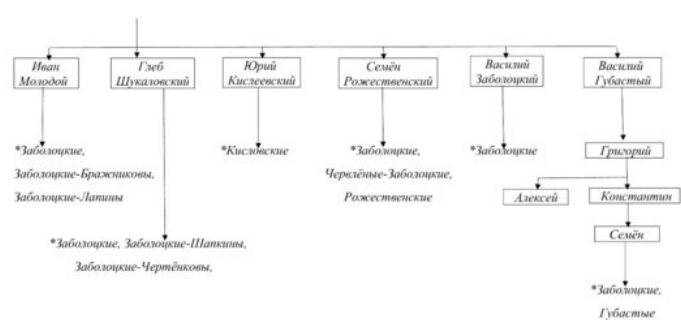 Иван
Молодой
Глеб
Шукаловский
Юрий
Кислеевский
Семён
Рожественский
Василий
Заболоцкий
Василий
Губастый
*Заболоцкие,
Заболоцкие-Бражниковы,
Заболоцкие-Лапины
*Кисловские
*Заболоцкие,
Червлёные-Заболоцкие,
Рожественские
*Заболоцкие
Григорий
Алексей
Константин
Семён
*Заболоцкие, Заболоцкие-Шапкины,
Заболоцкие-Чертёнковы,
*Заболоцкие,
Губастые